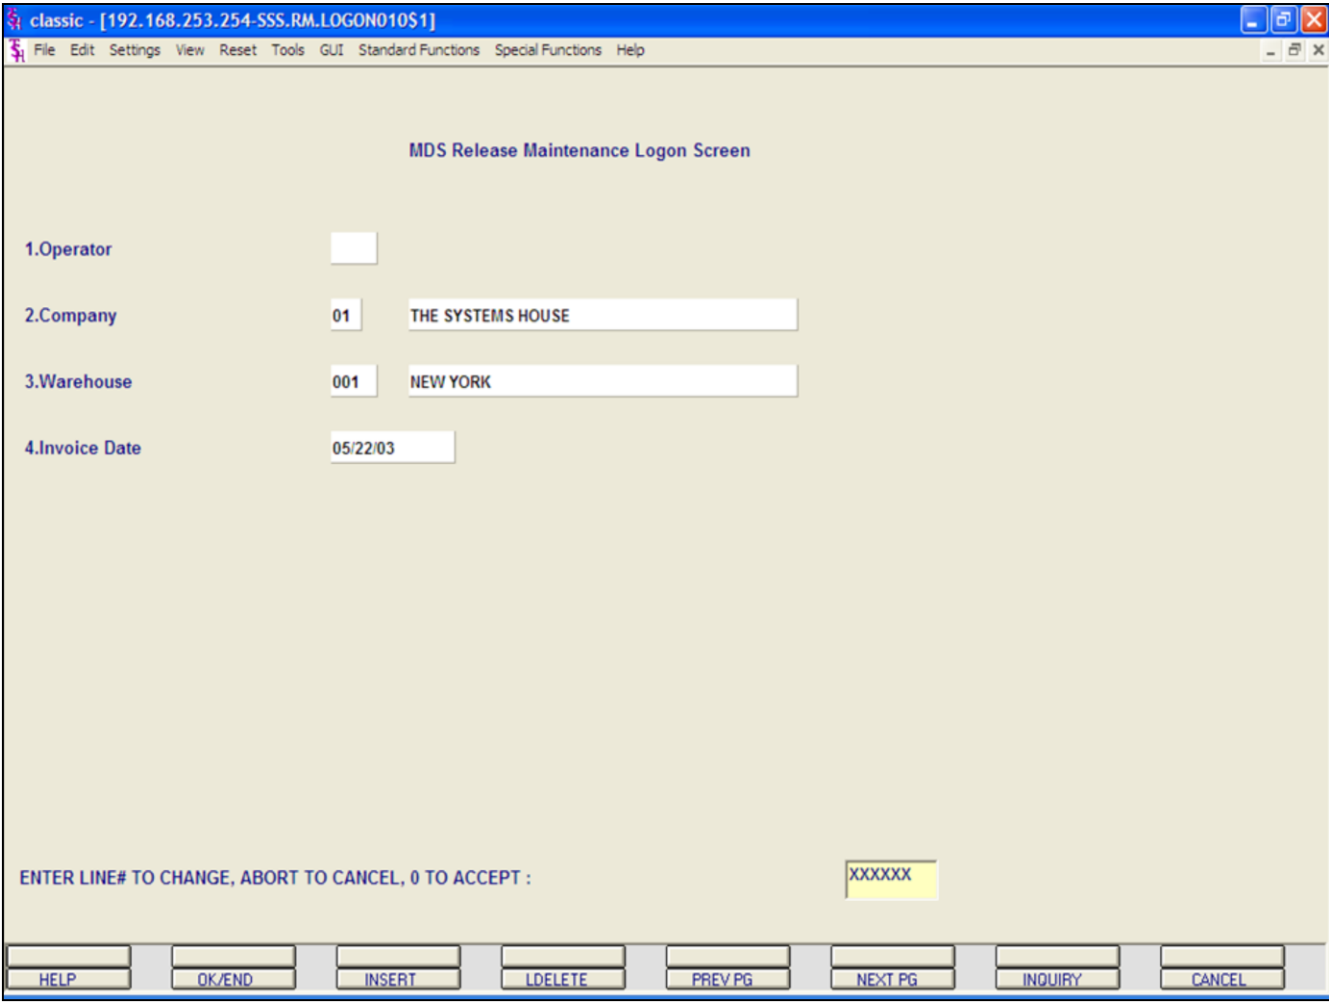 classic - [192.168.253.254-SSS.RM.LOGON010$1]
File Edit Settings View Reset Tools GUI Standard Functions Special Functions Help
MDS Release Maintenance Logon Screen
1.Operator
2.Company 01 THE SYSTEMS HOUSE
3.Warehouse 001 NEW YORK
4.Invoice Date 05/22/03
ENTER LINE# TO CHANGE, ABORT TO CANCEL, 0 TO ACCEPT : XXXXXX
HELP OK/END INSERT LDELETE PREV PG NEXT PG INQUIRY CANCEL